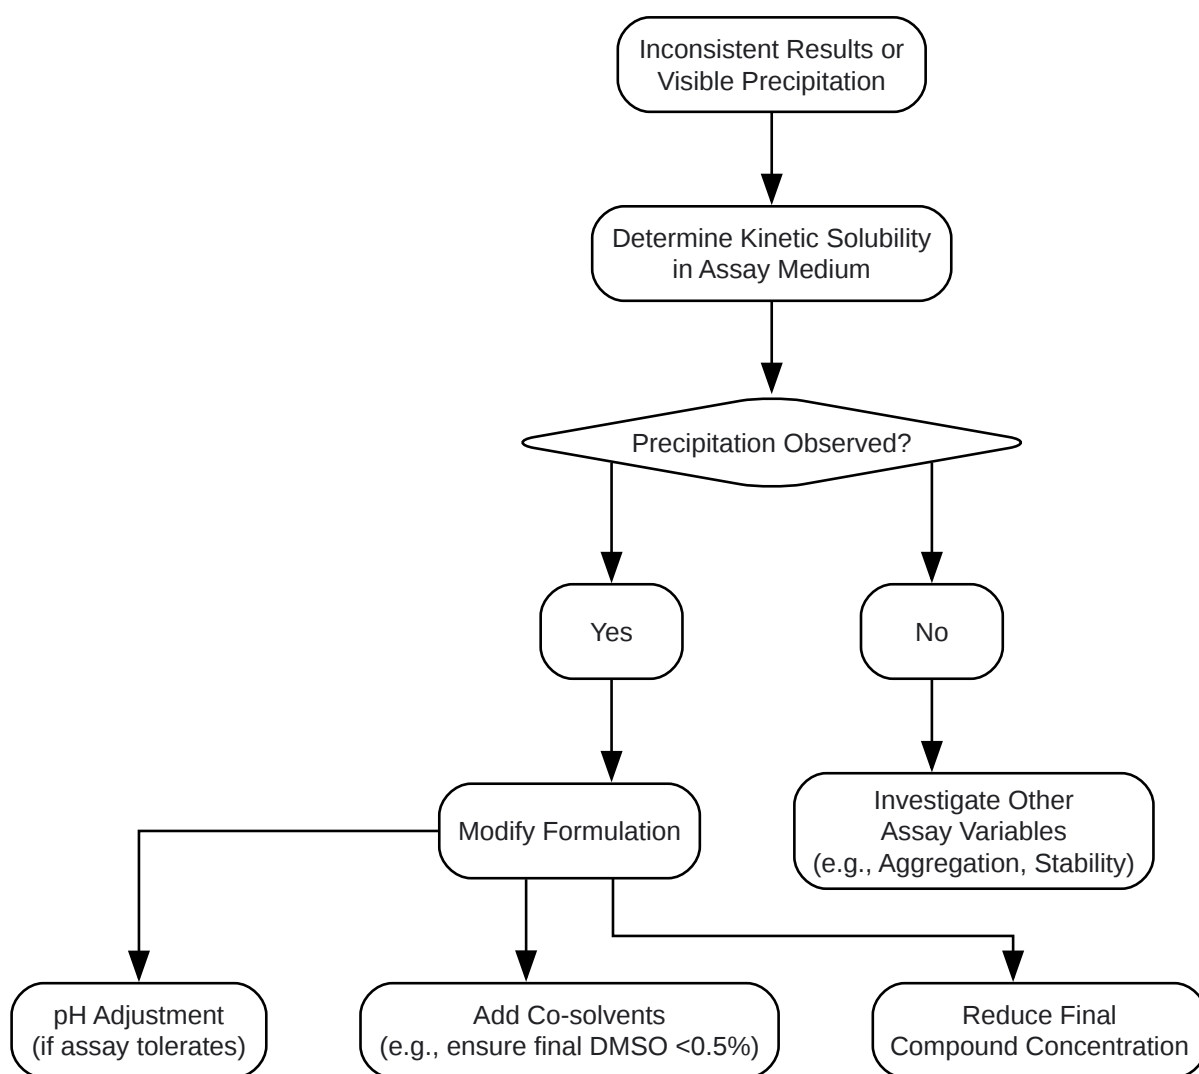 Inconsistent Results or
Visible Precipitation
Determine Kinetic Solubility
in Assay Medium
Precipitation Observed?
Yes
No
Modify Formulation
Investigate Other
Assay Variables
(e.g., Aggregation, Stability)
pH Adjustment
(if assay tolerates)
Add Co-solvents
(e.g., ensure final DMSO <0.5%)
Reduce Final
Compound Concentration